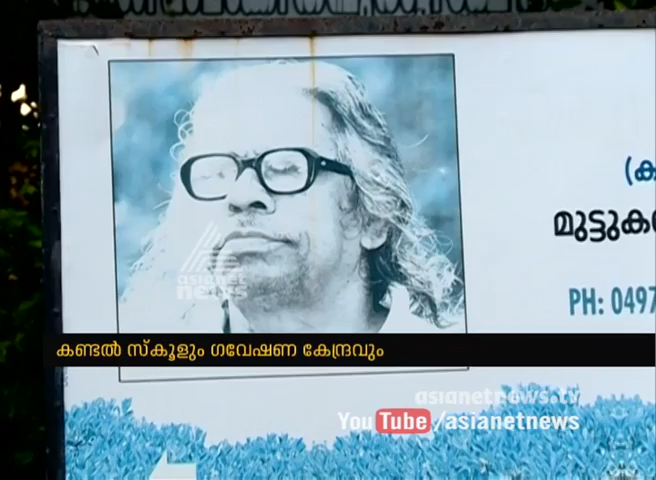 (ക
മുട്ടുക
PH: 0497
asianet
news
കണ്ടൽ സ്കൂളും ഗവേഷണ കേന്ദ്രവും
asianetnews.tv
YouTube/asianetnews